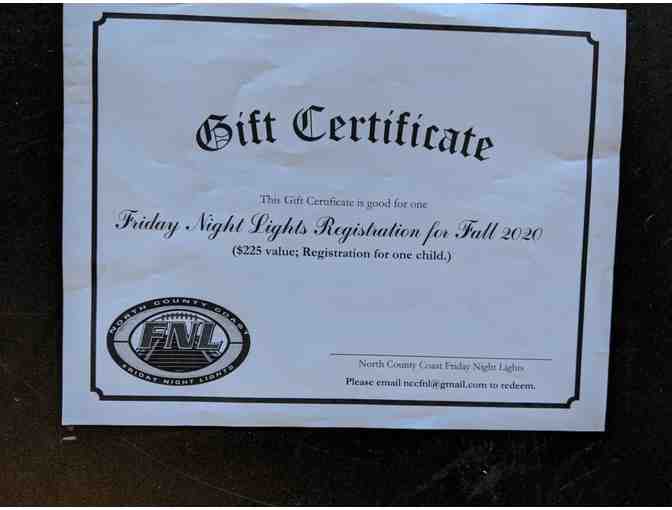 Gift Certificate
This Gift Certificate is good for one
Friday Night Lights Registration for Fall 2020
($225 value; Registration for one child.)
NORTH COUNTY COAST
FNL
FRIDAY NIGHT LIGHTS
North County Coast Friday Night Lights
Please email nccfnl@gmail.com to redeem.